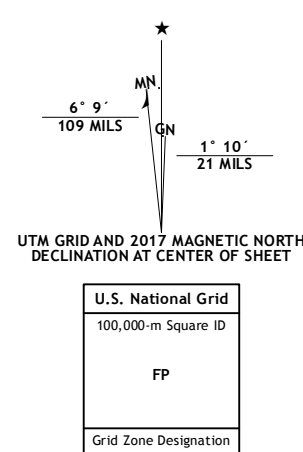 ★
MN.
6° 9´
109 MILS
GN
1° 10´
21 MILS
UTM GRID AND 2017 MAGNETIC NORTH
DECLINATION AT CENTER OF SHEET
U.S. National Grid
100,000-m Square ID
FP
Grid Zone Designation